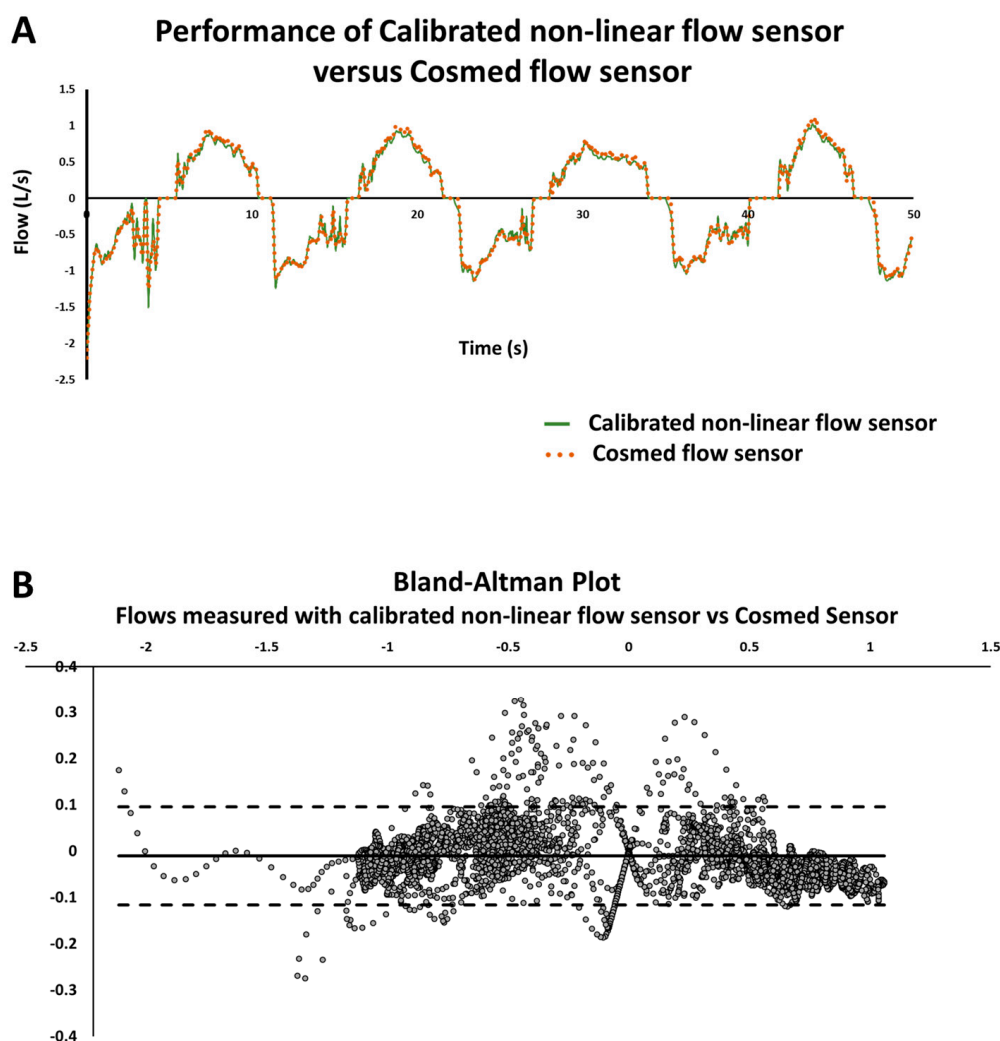 A
Performance of Calibrated non-linear flow sensor
versus Cosmed flow sensor
1.5
1
0.5
0
-0.5
-1
-1.5
-2
-2.5
Flow (L/s)
0 10 20 30 40 50
Time (s)
Calibrated non-linear flow sensor
Cosmed flow sensor
B
Bland-Altman Plot
Flows measured with calibrated non-linear flow sensor vs Cosmed Sensor
-2.5 -2 -1.5 -1 -0.5 0 0.5 1 1.5
0.4
0.3
0.2
0.1
0
-0.1
-0.2
-0.3
-0.4